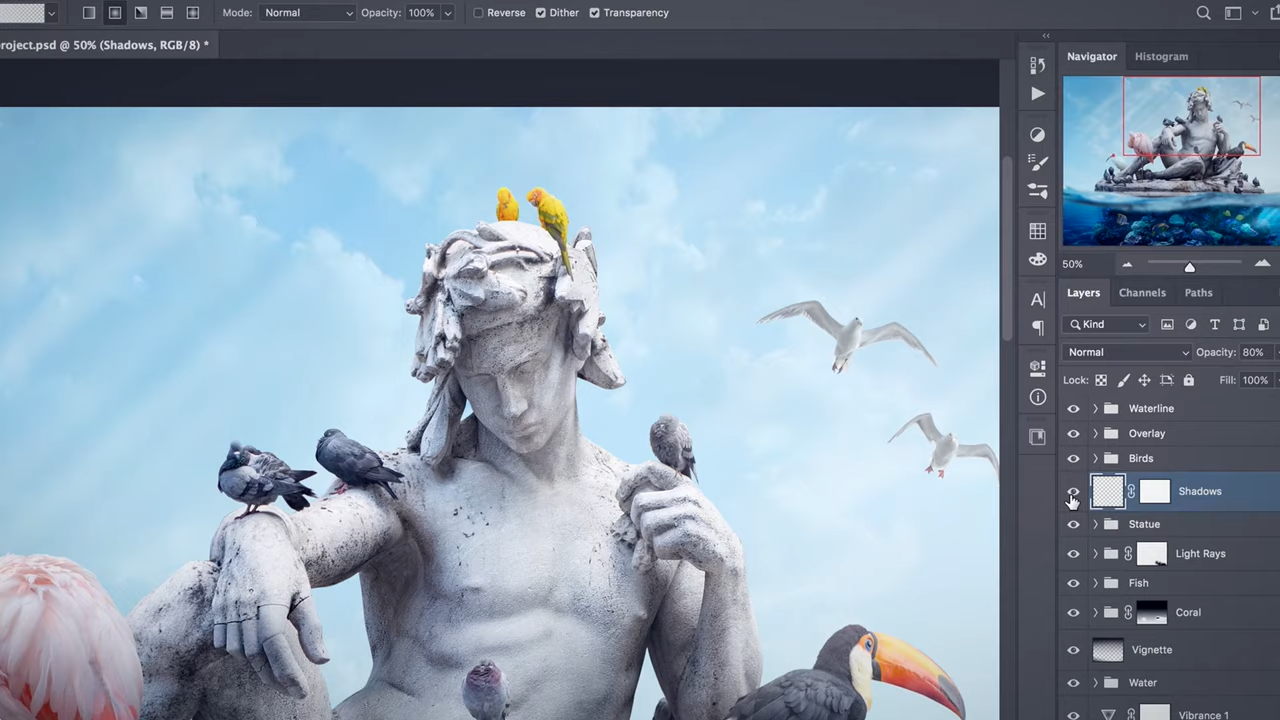 Mode: Normal Opacity: 100% Reverse Dither Transparency
roject.psd @ 50% (Shadows, RGB/8) *
Navigator Histogram
50%
Layers Channels Paths
Kind
Normal Opacity: 80%
Lock: Fill: 100%
Waterline
Overlay
Birds
Shadows
Statue
Light Rays
Fish
Coral
Vignette
Water
Vibrance 1